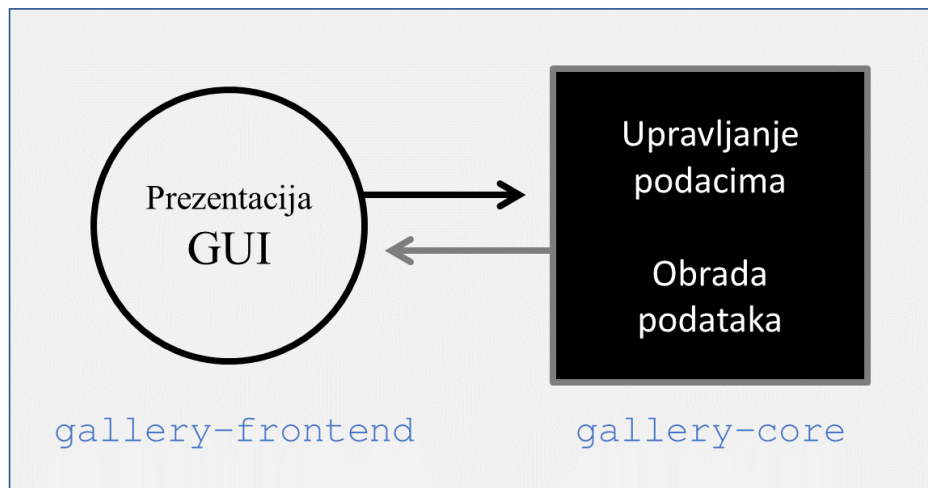 Prezentacija
GUI
Upravljanje
podacima
Obrada
podataka
gallery-frontend
gallery-core